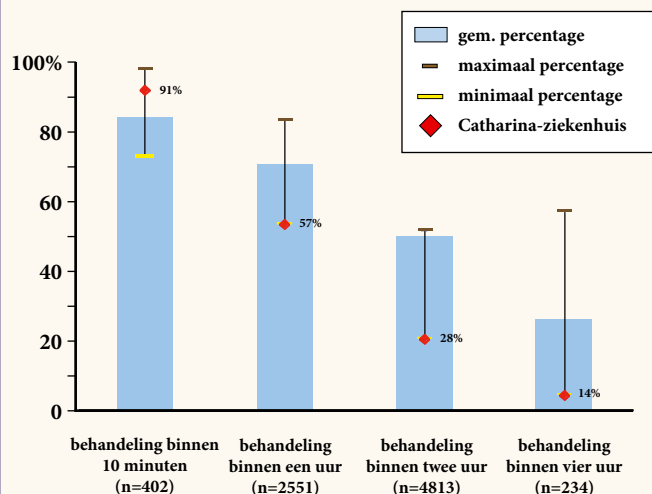 gem. percentage
maximaal percentage
minimaal percentage
Catharina-ziekenhuis
100%
80
60
40
20
0
91%
57%
28%
14%
behandeling binnen
10 minuten
(n=402)
behandeling
binnen een uur
(n=2551)
behandeling
binnen twee uur
(n=4813)
behandeling
binnen vier uur
(n=234)